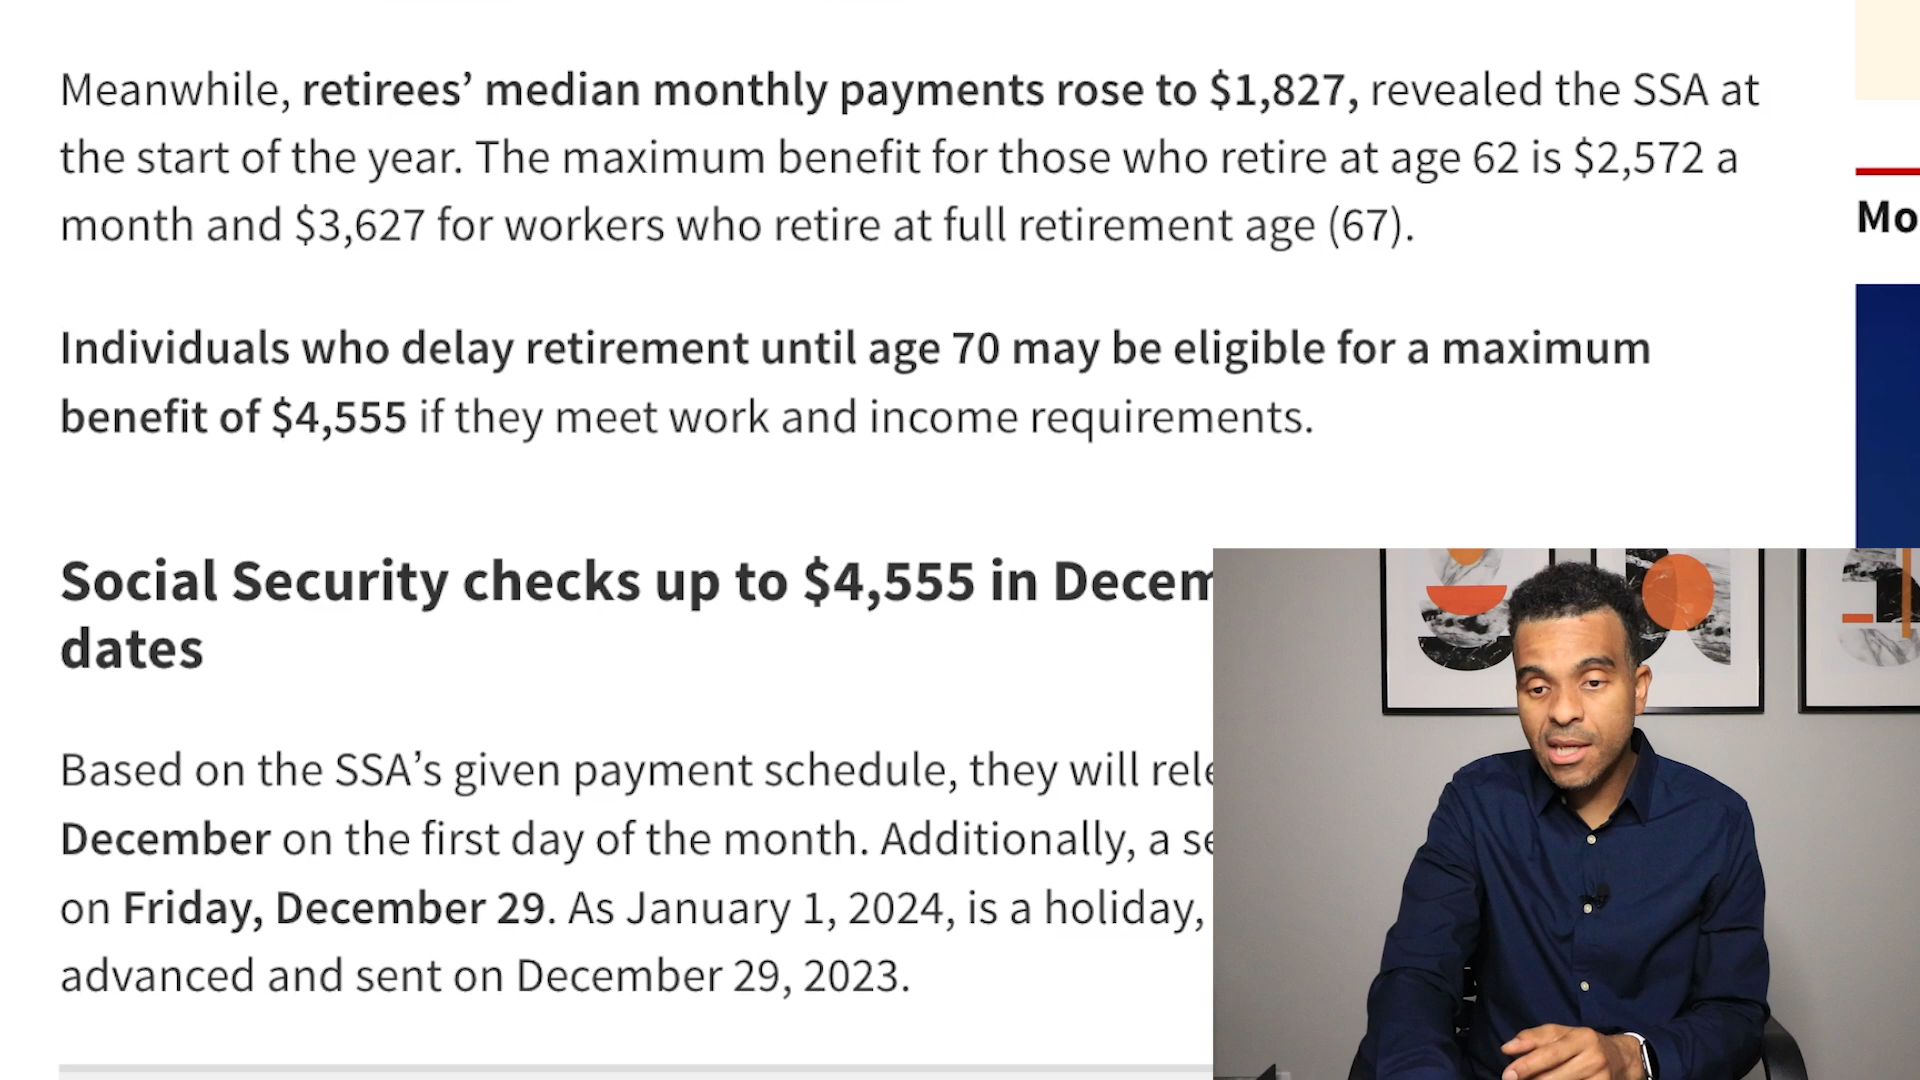 Meanwhile, retirees’ median monthly payments rose to $1,827, revealed the SSA at
the start of the year. The maximum benefit for those who retire at age 62 is $2,572 a
month and $3,627 for workers who retire at full retirement age (67).
Individuals who delay retirement until age 70 may be eligible for a maximum
benefit of $4,555 if they meet work and income requirements.
Social Security checks up to $4,555 in Decem
dates
Based on the SSA’s given payment schedule, they will rele
December on the first day of the month. Additionally, a se
on Friday, December 29. As January 1, 2024, is a holiday,
advanced and sent on December 29, 2023.
Mo